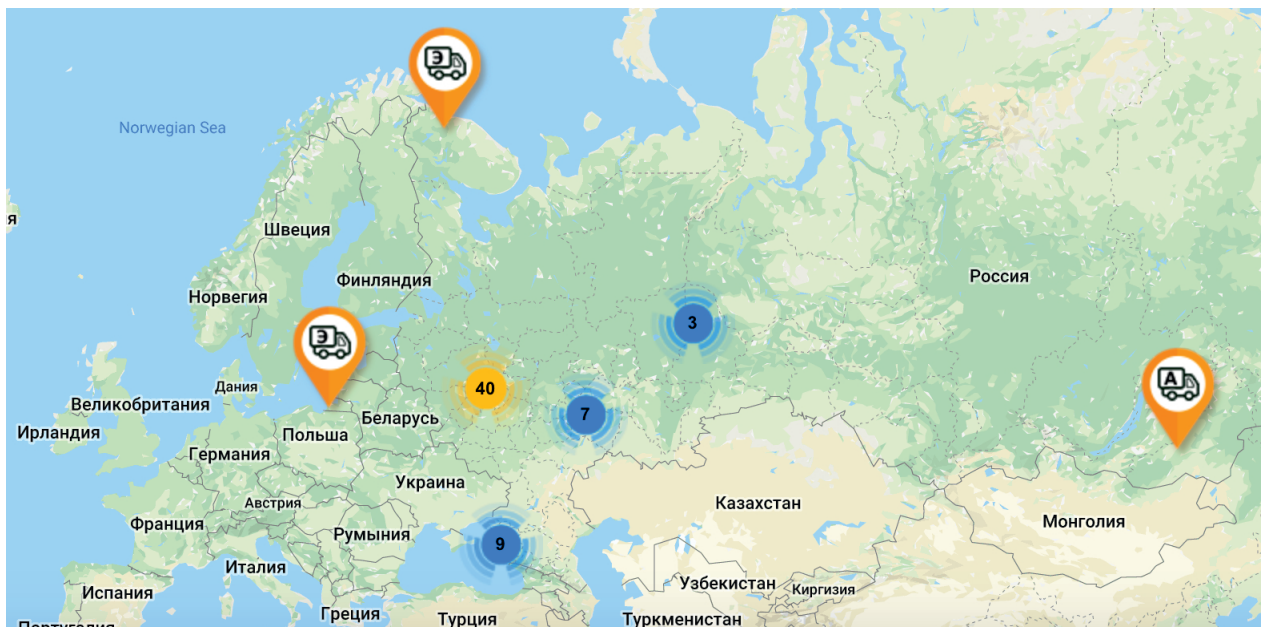 Э
Norwegian Sea
я
Швеция
Россия
Финляндия
Норвегия
3
Э
Дания
40
А
Великобритания
Беларусь
7
Ирландия
Польша
Германия
Украина
Австрия
Казахстан
Франция
Монголия
Румыния
9
Италия
Узбекистан
Испания
Киргизия
Греция
Турция
Туркменистан
Португалия